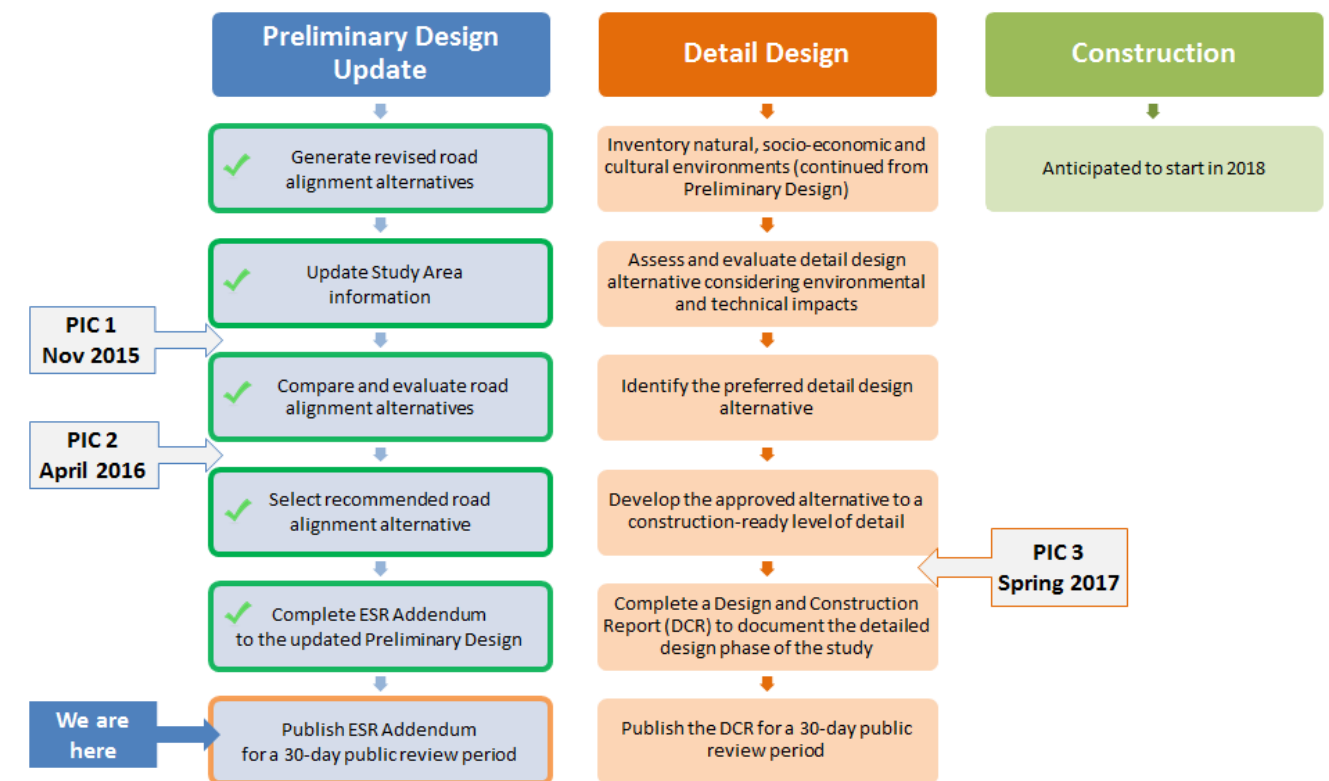 Preliminary Design
Update
Generate revised road
alignment alternatives
Update Study Area
information
PIC 1
Nov 2015
Compare and evaluate road
alignment alternatives
PIC 2
April 2016
Select recommended road
alignment alternative
Complete ESR Addendum
to the updated Preliminary Design
We are
here
Publish ESR Addendum
for a 30-day public review period
Detail Design
Inventory natural, socio-economic and
cultural environments (continued from
Preliminary Design)
Assess and evaluate detail design
alternative considering environmental
and technical impacts
Identify the preferred detail design
alternative
Develop the approved alternative to a
construction-ready level of detail
PIC 3
Spring 2017
Complete a Design and Construction
Report (DCR) to document the detailed
design phase of the study
Publish the DCR for a 30-day public
review period
Construction
Anticipated to start in 2018